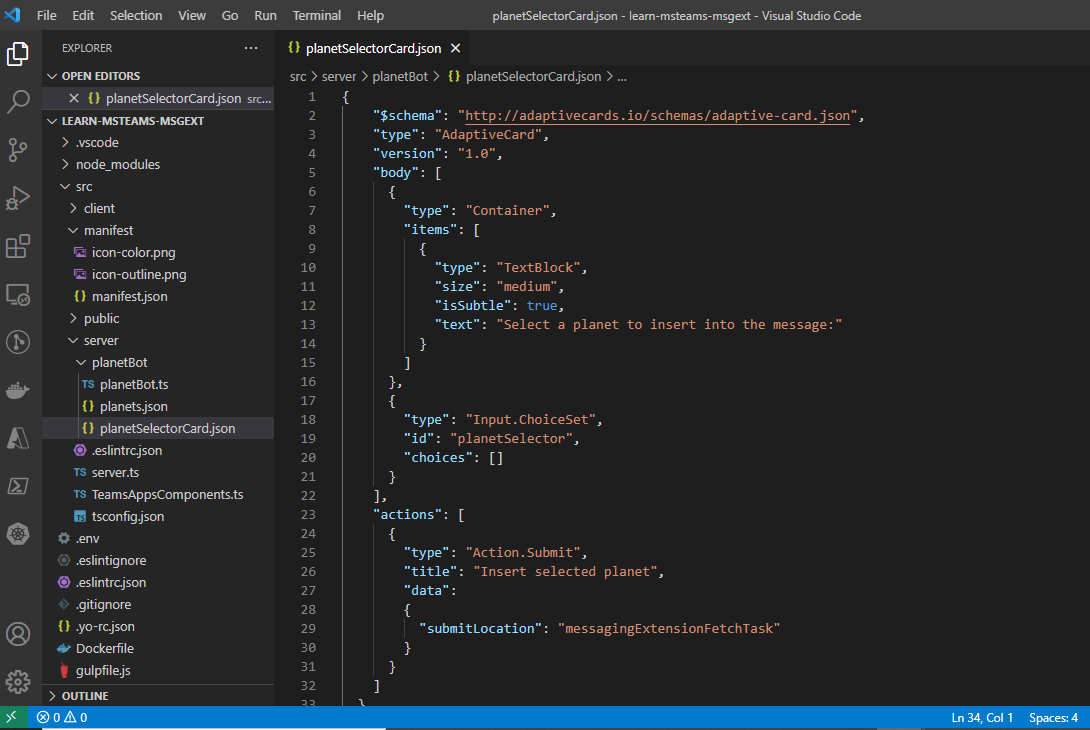 File Edit Selection View Go Run Terminal Help planetSelectorCard.json - learn-msteams-msgext - Visual Studio Code
EXPLORER ...
OPEN EDITORS
{} planetSelectorCard.json src...
LEARN-MSTEAMS-MSGEXT
.vscode
node_modules
src
client
manifest
icon-color.png
icon-outline.png
{} manifest.json
public
server
planetBot
TS planetBot.ts
{} planets.json
{} planetSelectorCard.json
.eslintrc.json
TS server.ts
TS TeamsAppsComponents.ts
TS tsconfig.json
.env
.eslintignore
.eslintrc.json
.gitignore
{} .yo-rc.json
Dockerfile
gulpfile.js
OUTLINE
{} planetSelectorCard.json
src > server > planetBot > {} planetSelectorCard.json > ...
1 {
2 "$schema": "http://adaptivecards.io/schemas/adaptive-card.json",
3 "type": "AdaptiveCard",
4 "version": "1.0",
5 "body": [
6 {
7 "type": "Container",
8 "items": [
9 {
10 "type": "TextBlock",
11 "size": "medium",
12 "isSubtle": true,
13 "text": "Select a planet to insert into the message:"
14 }
15 ]
16 },
17 {
18 "type": "Input.ChoiceSet",
19 "id": "planetSelector",
20 "choices": []
21 }
22 ],
23 "actions": [
24 {
25 "type": "Action.Submit",
26 "title": "Insert selected planet",
27 "data":
28 {
29 "submitLocation": "messagingExtensionFetchTask"
30 }
31 }
32 ]
33 }
0 0 Ln 34, Col 1 Spaces: 4